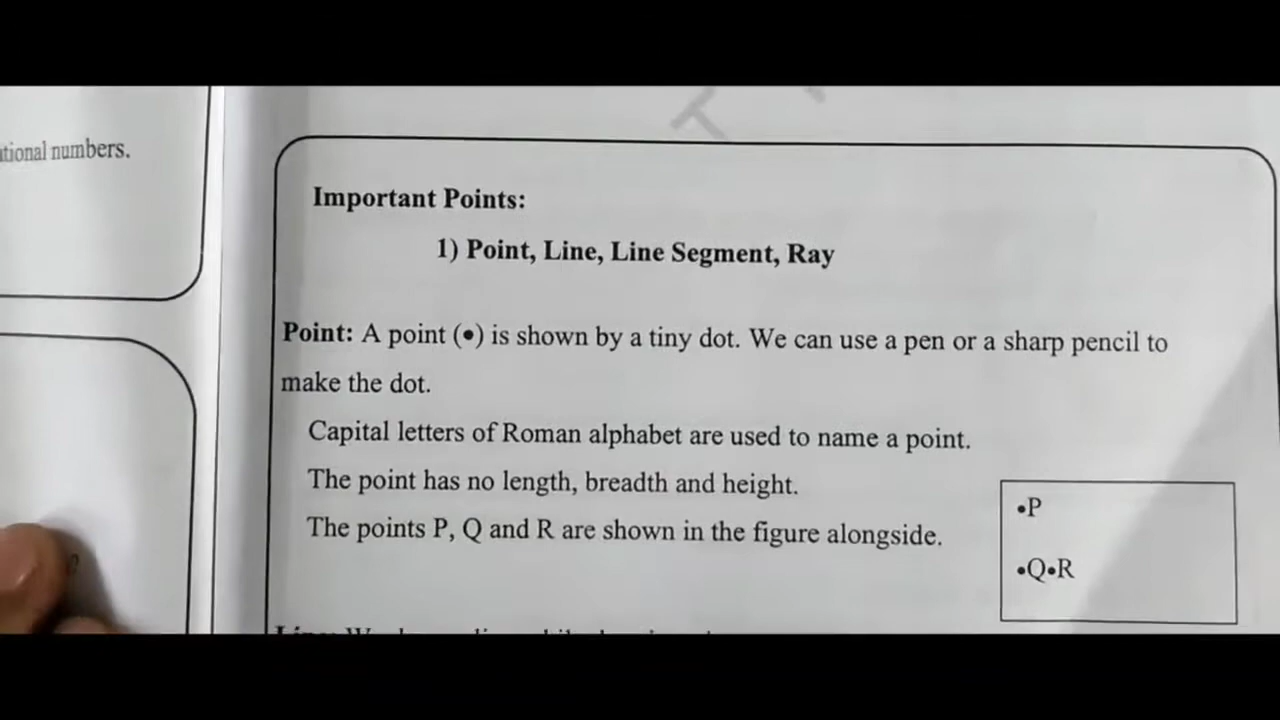 numbers.
Important Points:
1) Point, Line, Line Segment, Ray
Point: A point (•) is shown by a tiny dot. We can use a pen or a sharp pencil to
make the dot.
Capital letters of Roman alphabet are used to name a point.
The point has no length, breadth and height.
The points P, Q and R are shown in the figure alongside.
•P
•Q•R